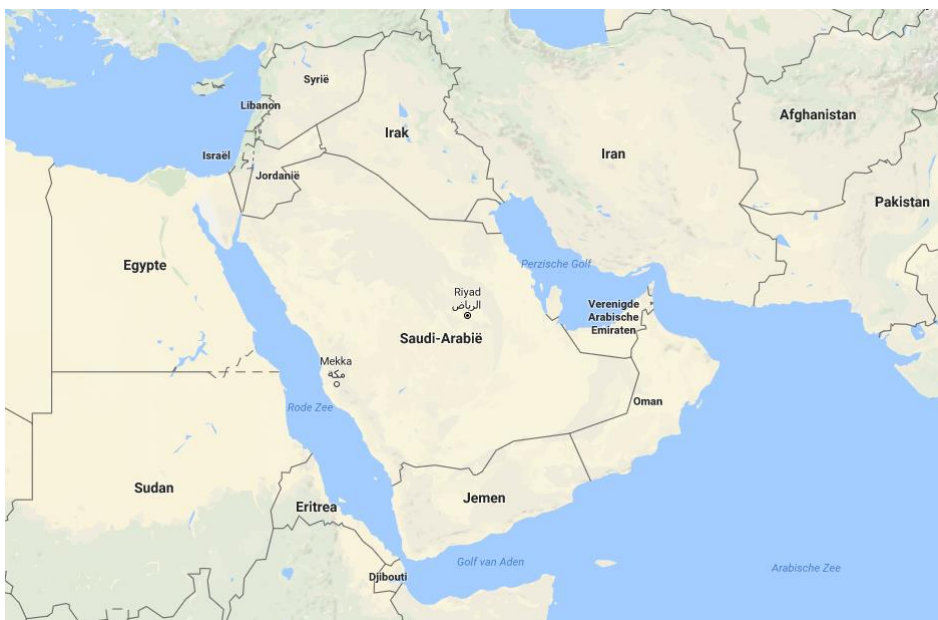 Syrië
Libanon
Afghanistan
Irak
Iran
Israël
Jordanië
Pakistan
Egypte
Perzische Golf
Riyad
الرياض
Verenigde
Arabische
Emiraten
Saudi-Arabië
Mekka
مكة
Oman
Rode Zee
Sudan
Jemen
Eritrea
Golf van Aden
Arabische Zee
Djibouti